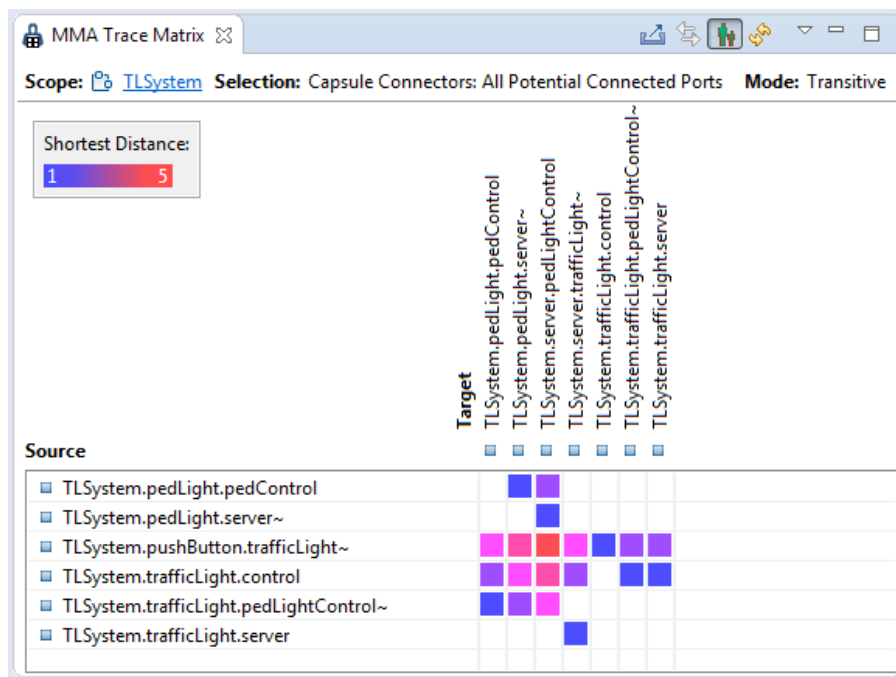 MMA Trace Matrix
Scope: TLSystem Selection: Capsule Connectors: All Potential Connected Ports Mode: Transitive
Shortest Distance:
1 5
Target
TLSystem.pedLight.pedControl
TLSystem.pedLight.server~
TLSystem.server.pedLightControl
TLSystem.server.trafficLight~
TLSystem.trafficLight.control
TLSystem.trafficLight.pedLightControl~
TLSystem.trafficLight.server
Source
TLSystem.pedLight.pedControl
TLSystem.pedLight.server~
TLSystem.pushButton.trafficLight~
TLSystem.trafficLight.control
TLSystem.trafficLight.pedLightControl~
TLSystem.trafficLight.server